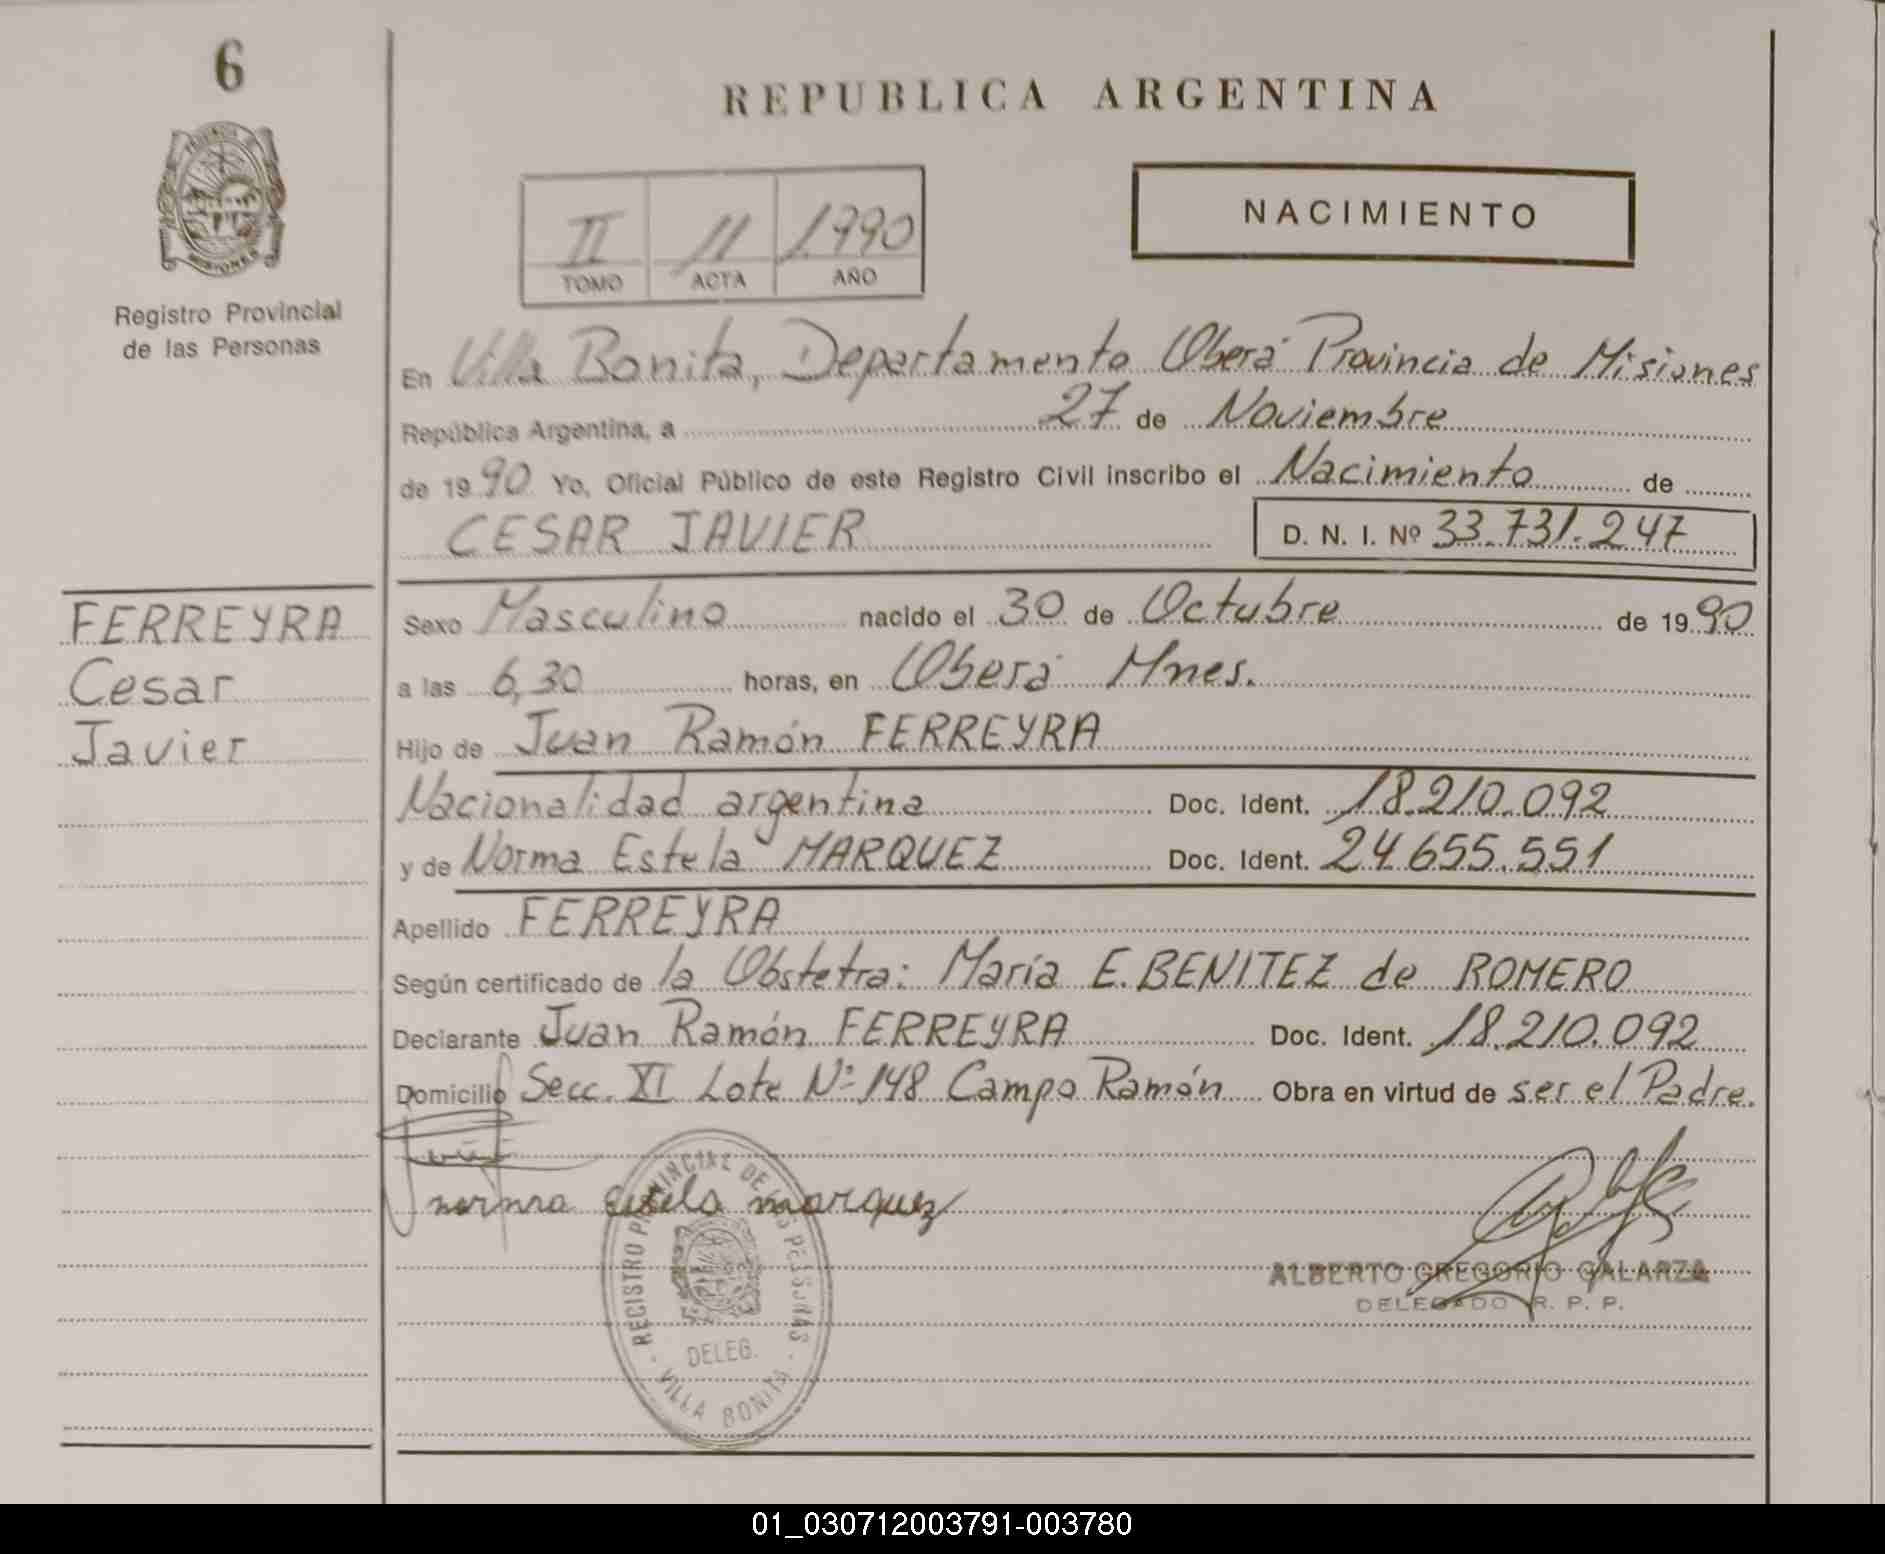 6
REPUBLICA ARGENTINA
PROVINCIA DE
MISIONES
Registro Provincial
de las Personas
II 11 1.990
TOMO ACTA AÑO
NACIMIENTO
En Villa Bonita, Departamento Oberá Provincia de Misiones
República Argentina, a 27 de Noviembre
de 1990 Yo, Oficial Público de este Registro Civil inscribo el Nacimiento de
CESAR JAVIER D. N. I. Nº 33.731.247
FERREYRA
Cesar
Javier
Sexo Masculino nacido el 30 de Octubre de 1990
a las 6,30 horas, en Oberá Mnes.
Hijo de Juan Ramón FERREYRA
Nacionalidad argentina Doc. Ident. 18.210.092
y de Norma Estela MARQUEZ Doc. Ident. 24.655.551
Apellido FERREYRA
Según certificado de la Obstetra: María E. BENITEZ de ROMERO
Declarante Juan Ramón FERREYRA Doc. Ident. 18.210.092
Domicilio Secc. XI Lote Nº 148 Campo Ramón Obra en virtud de ser el Padre.
norma estela marquez
REGISTRO PROVINCIAL DE LAS PERSONAS
DELEG.
VILLA BONITA
ALBERTO GREGORIO GALARZA
DELEGADO R. P. P.
01_030712003791-003780